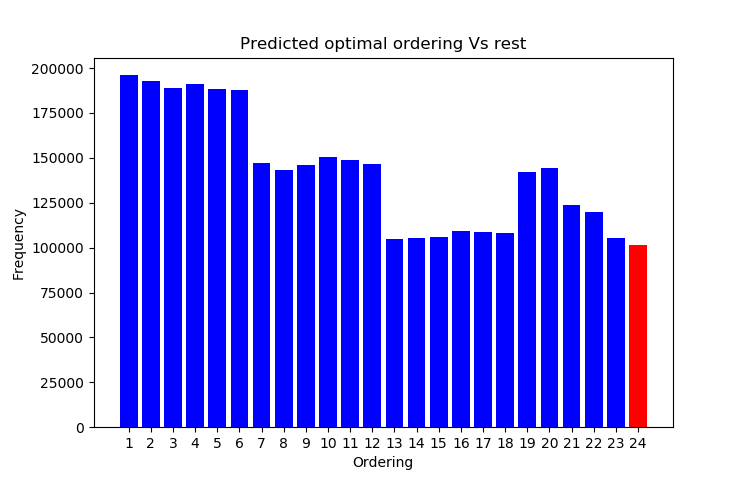 Predicted optimal ordering Vs rest
200000
175000
150000
125000
100000
75000
50000
25000
0
Frequency
1 2 3 4 5 6 7 8 9 10 11 12 13 14 15 16 17 18 19 20 21 22 23 24
Ordering